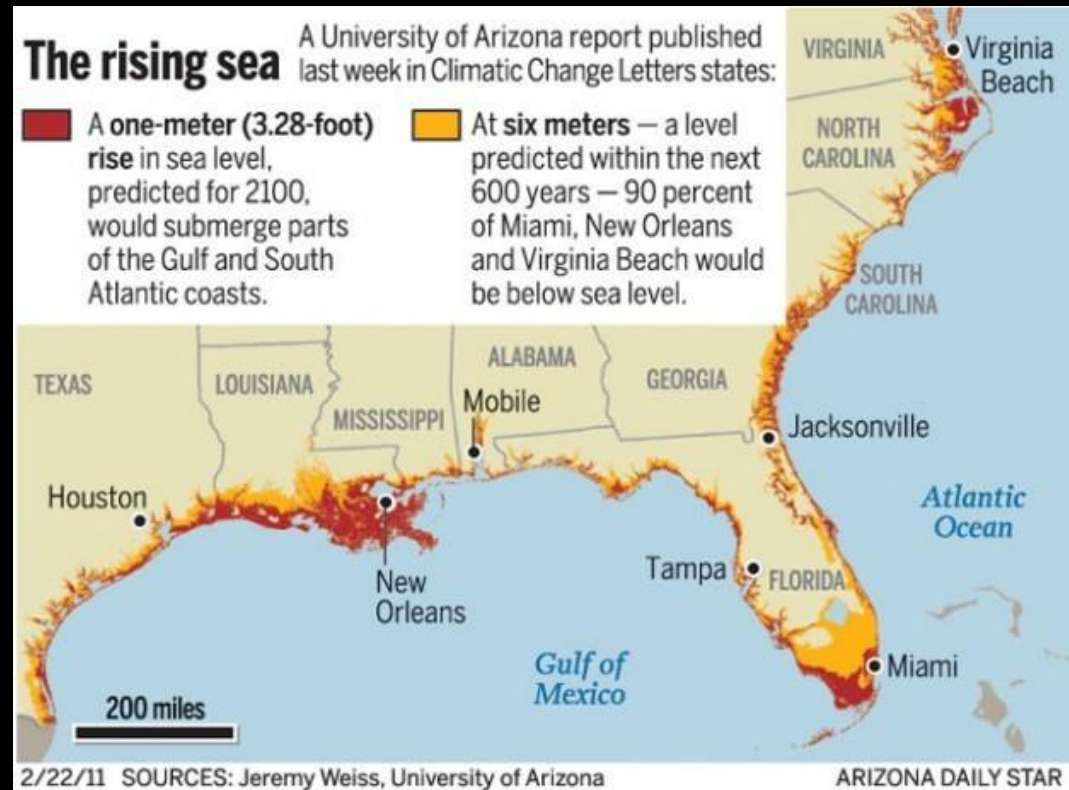 The rising sea
A University of Arizona report published
last week in Climatic Change Letters states:
A one-meter (3.28-foot)
rise in sea level,
predicted for 2100,
would submerge parts
of the Gulf and South
Atlantic coasts.
At six meters — a level
predicted within the next
600 years — 90 percent
of Miami, New Orleans
and Virginia Beach would
be below sea level.
VIRGINIA
Virginia
Beach
NORTH
CAROLINA
SOUTH
CAROLINA
TEXAS
LOUISIANA
MISSISSIPPI
ALABAMA
GEORGIA
Mobile
Jacksonville
Houston
Atlantic
Ocean
New
Orleans
Tampa
FLORIDA
Gulf of
Mexico
Miami
200 miles
2/22/11 SOURCES: Jeremy Weiss, University of Arizona
ARIZONA DAILY STAR